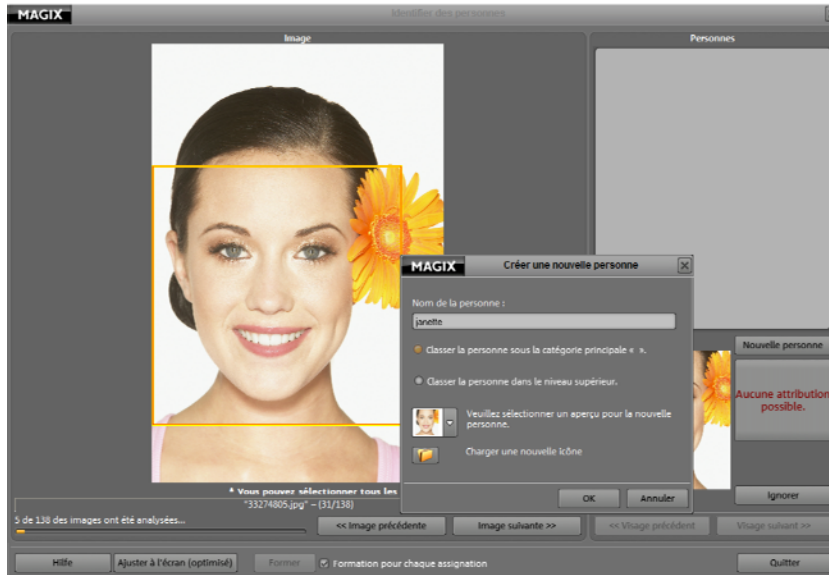 MAGIX
Identifier des personnes
Image
Personnes
MAGIX
Créer une nouvelle personne
Nom de la personne :
janette
Classer la personne sous la catégorie principale « ».
Classer la personne dans le niveau supérieur.
Veuillez sélectionner un aperçu pour la nouvelle
personne.
Charger une nouvelle icône
OK
Annuler
Nouvelle personne
Aucune attribution
possible.
Ignorer
* Vous pouvez sélectionner tous les
"33274805.jpg" – (31/138)
5 de 138 des images ont été analysées...
<< Image précédente
Image suivante >>
<< Visage précédent
Visage suivant >>
Hilfe
Ajuster à l'écran (optimisé)
Former
Formation pour chaque assignation
Quitter